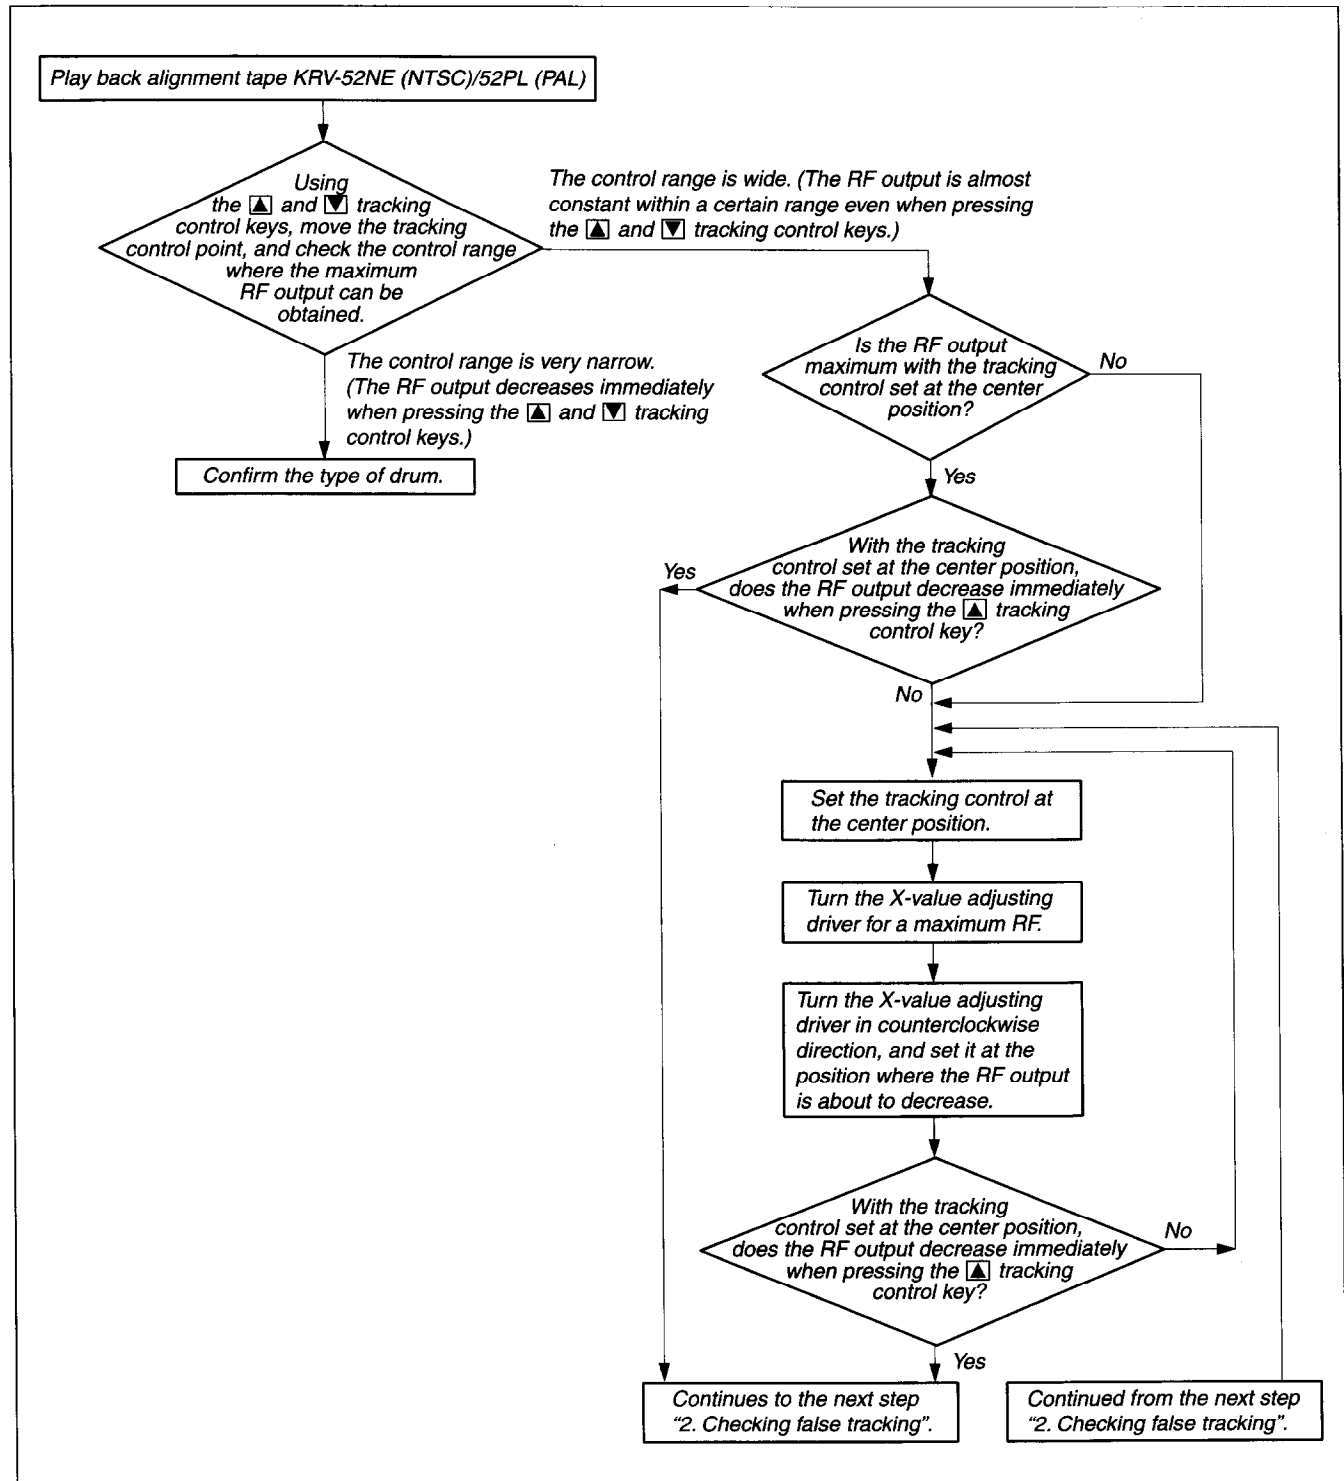 Play back alignment tape KRV-52NE (NTSC)/52PL (PAL)
Using
the ▲ and ▼ tracking
control keys, move the tracking
control point, and check the control range
where the maximum
RF output can be
obtained.
The control range is wide. (The RF output is almost
constant within a certain range even when pressing
the ▲ and ▼ tracking control keys.)
The control range is very narrow.
(The RF output decreases immediately
when pressing the ▲ and ▼ tracking
control keys.)
Confirm the type of drum.
Is the RF output
maximum with the tracking
control set at the center
position?
No
Yes
With the tracking
control set at the center position,
does the RF output decrease immediately
when pressing the ▲ tracking
control key?
Yes
No
Set the tracking control at
the center position.
Turn the X-value adjusting
driver for a maximum RF.
Turn the X-value adjusting
driver in counterclockwise
direction, and set it at the
position where the RF output
is about to decrease.
With the tracking
control set at the center position,
does the RF output decrease immediately
when pressing the ▲ tracking
control key?
No
Yes
Continues to the next step
“2. Checking false tracking”.
Continued from the next step
“2. Checking false tracking”.